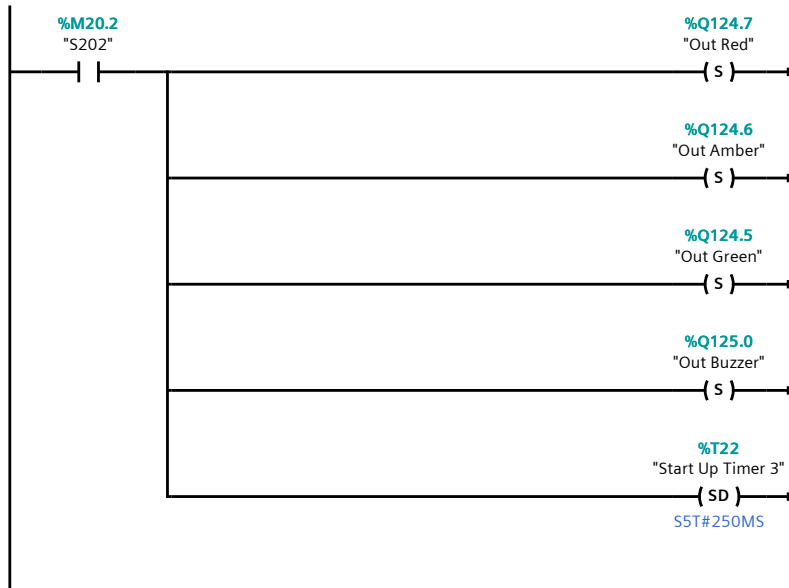 %M20.2
"S202"
%Q124.7
"Out Red"
S
%Q124.6
"Out Amber"
S
%Q124.5
"Out Green"
S
%Q125.0
"Out Buzzer"
S
%T22
"Start Up Timer 3"
SD
S5T#250MS